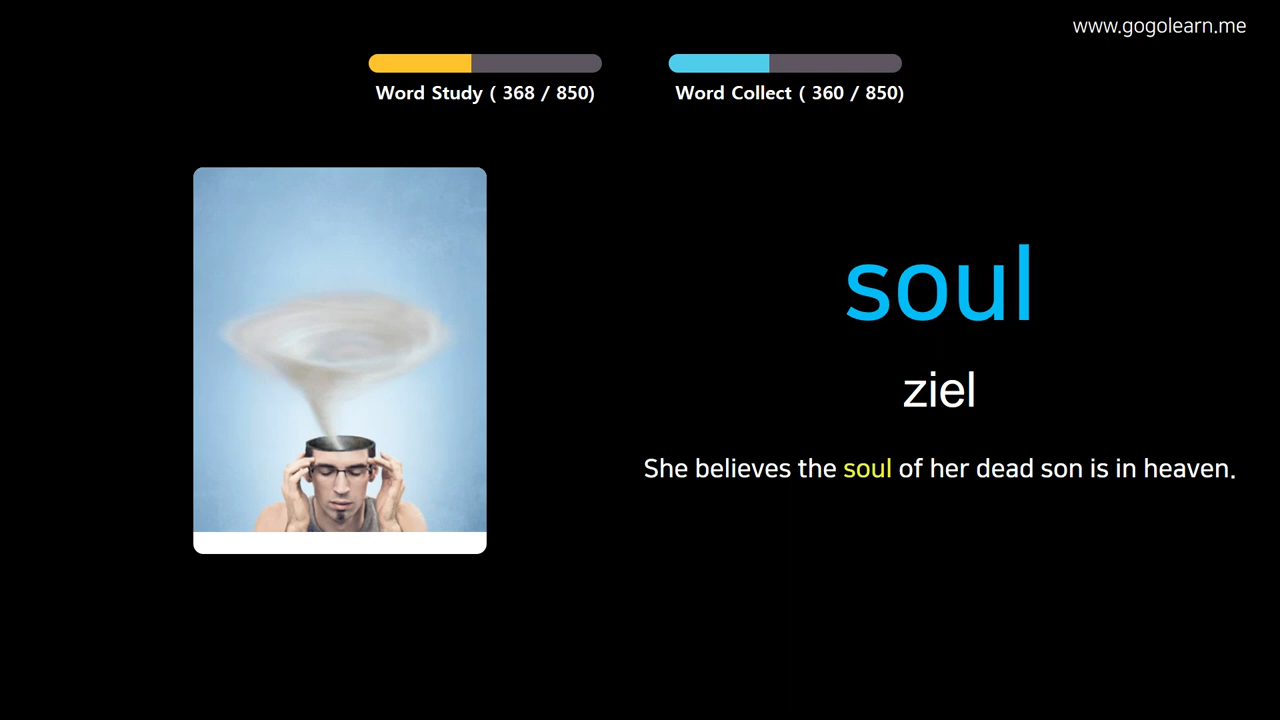 www.gogolearn.me
Word Study ( 368 / 850)
Word Collect ( 360 / 850)
soul
ziel
She believes the soul of her dead son is in heaven.